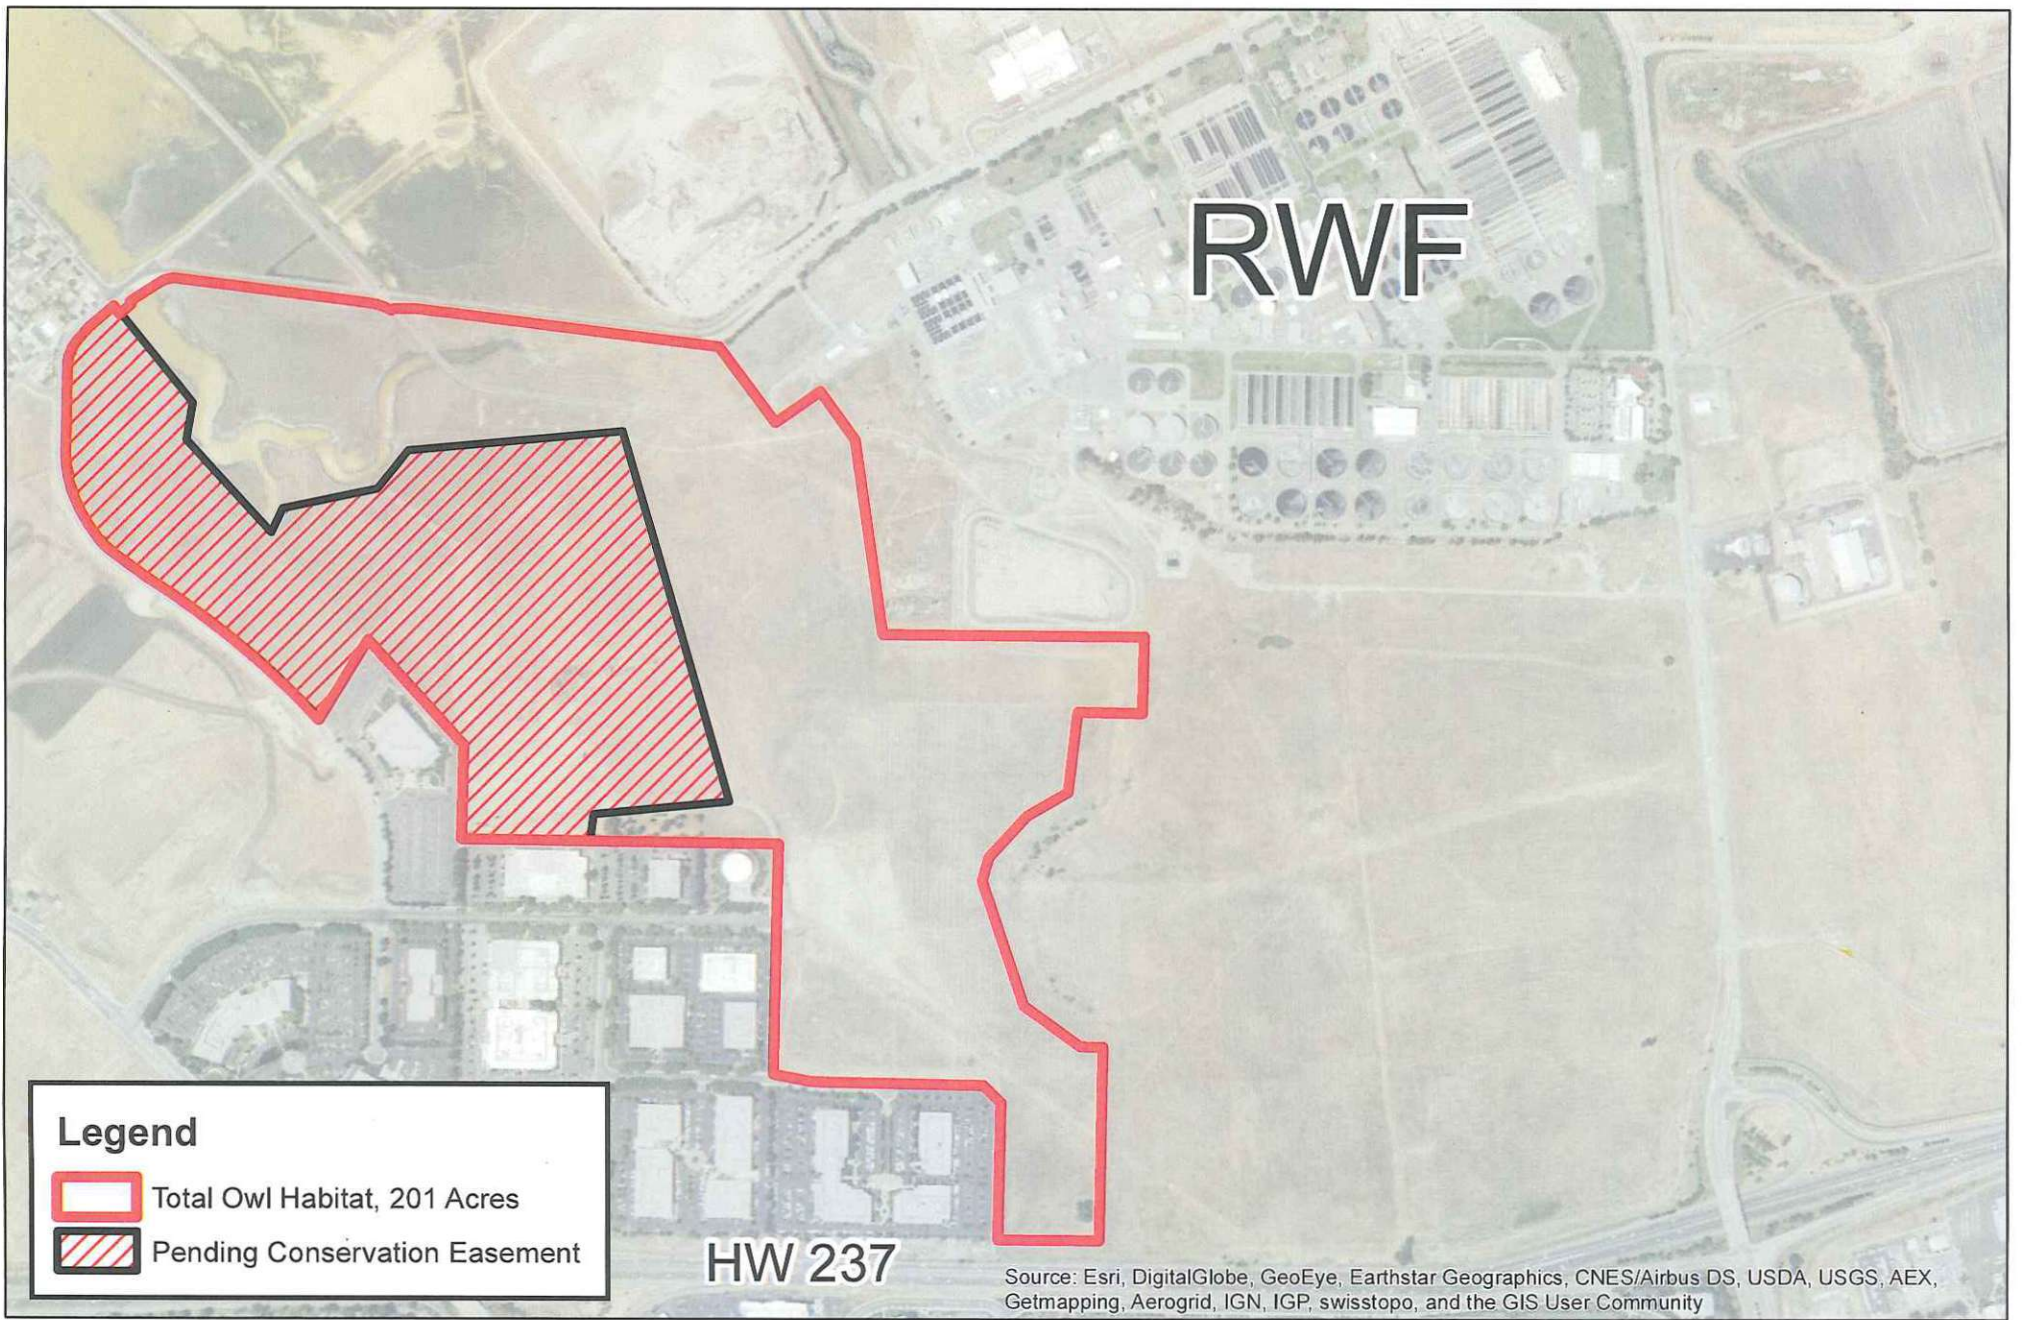 RWF
Legend
Total Owl Habitat, 201 Acres
Pending Conservation Easement
HW 237
Source: Esri, DigitalGlobe, GeoEye, Earthstar Geographics, CNES/Airbus DS, USDA, USGS, AEX,
Getmapping, Aerogrid, IGN, IGP, swisstopo, and the GIS User Community